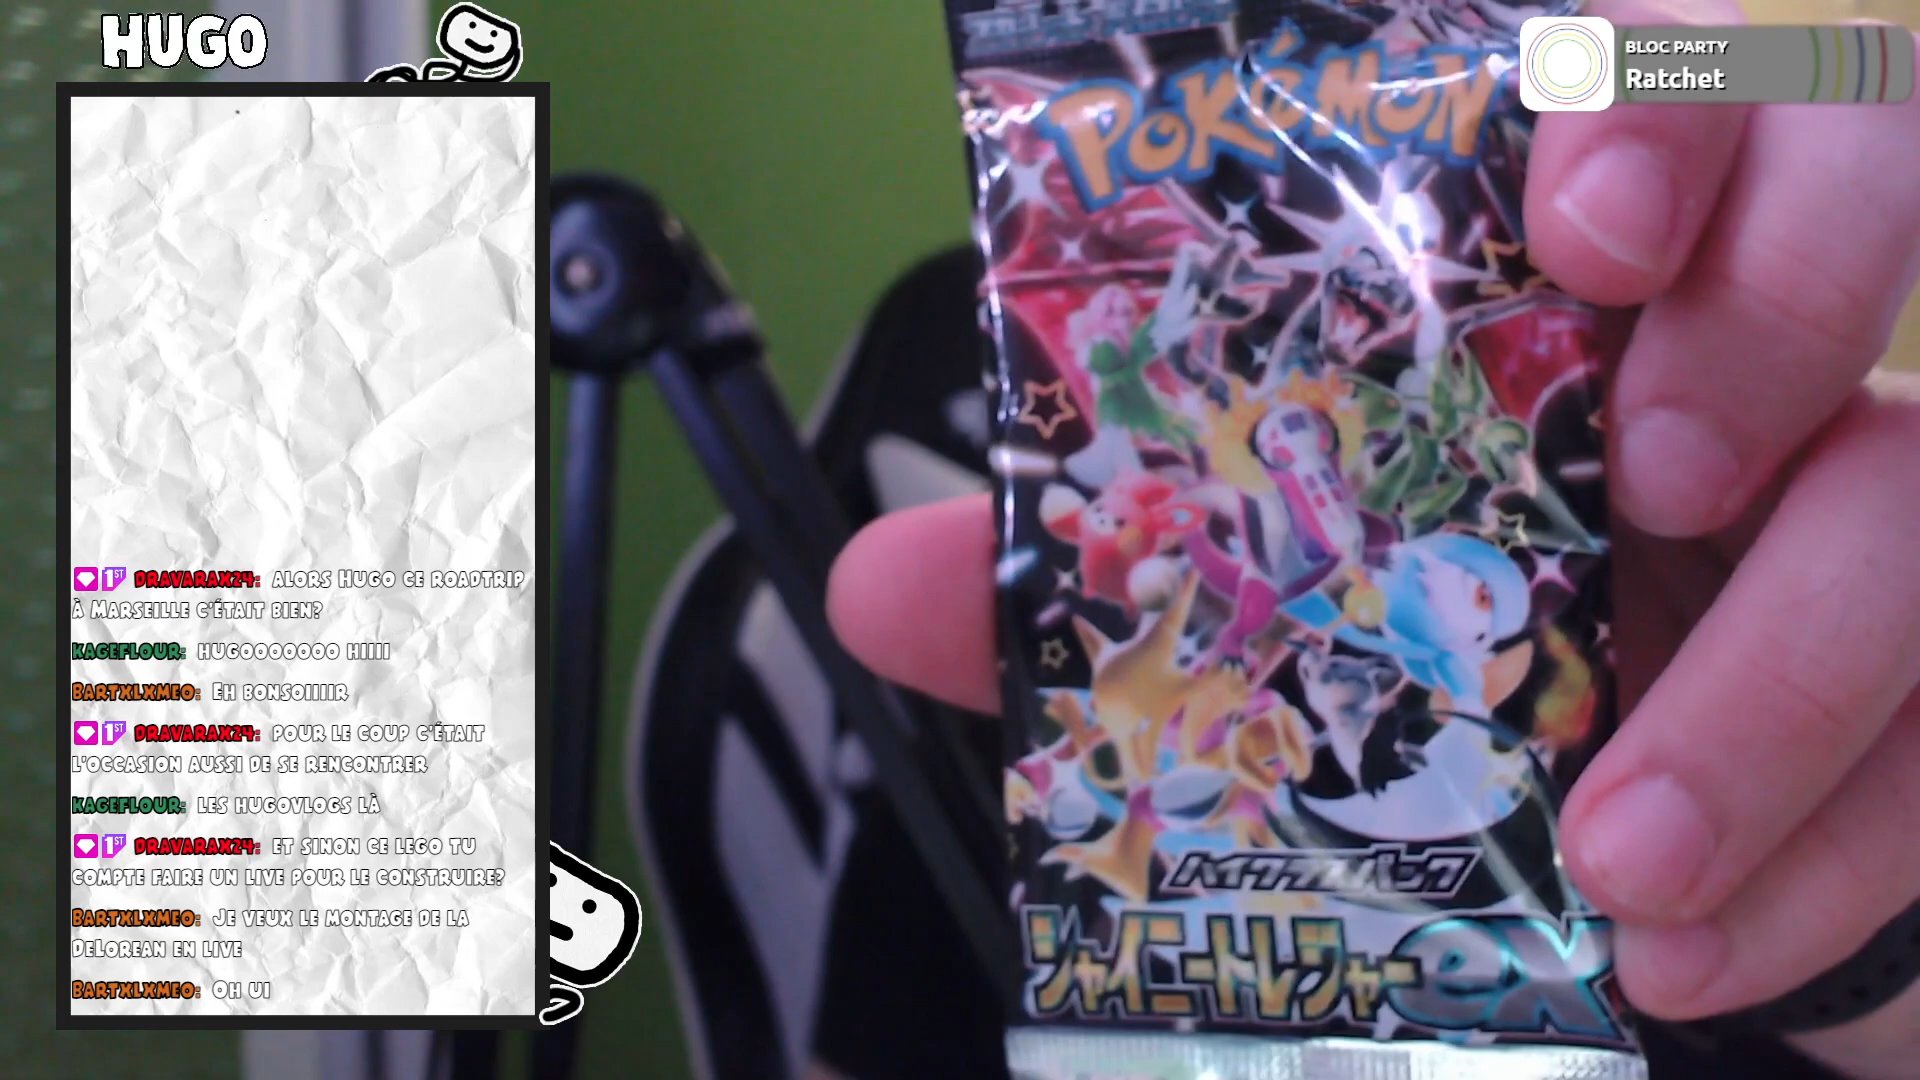 HUGO
DRAVARAX24: ALORS HUGO CE ROADTRIP
À MARSEILLE C'ÉTAIT BIEN?
KAGEFLOUR: HUGOOOOOOO HIIII
BARTXLXMEO: EH BONSOIIIIR
DRAVARAX24: POUR LE COUP C'ÉTAIT
L'OCCASION AUSSI DE SE RENCONTRER
KAGEFLOUR: LES HUGOVLOGS LÀ
DRAVARAX24: ET SINON CE LEGO TU
COMPTE FAIRE UN LIVE POUR LE CONSTRUIRE?
BARTXLXMEO: JE VEUX LE MONTAGE DE LA
DELOREAN EN LIVE
BARTXLXMEO: OH UI
BLOC PARTY
Ratchet
POKÉMON
ハイクラスパック
シャイニートレジャーex